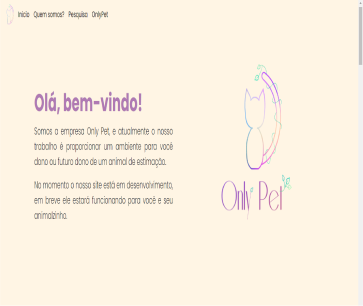 Início Quem somos? Pesquisa OnlyPet
Olá, bem-vindo!
Somos a empresa Only Pet, e atualmente o nosso
trabalho é proporcionar um ambiente para você
dono ou futuro dono de um animal de estimação.
No momento o nosso site está em desenvolvimento,
em breve ele estará funcionando para você e seu
animalzinho.
Only Pet